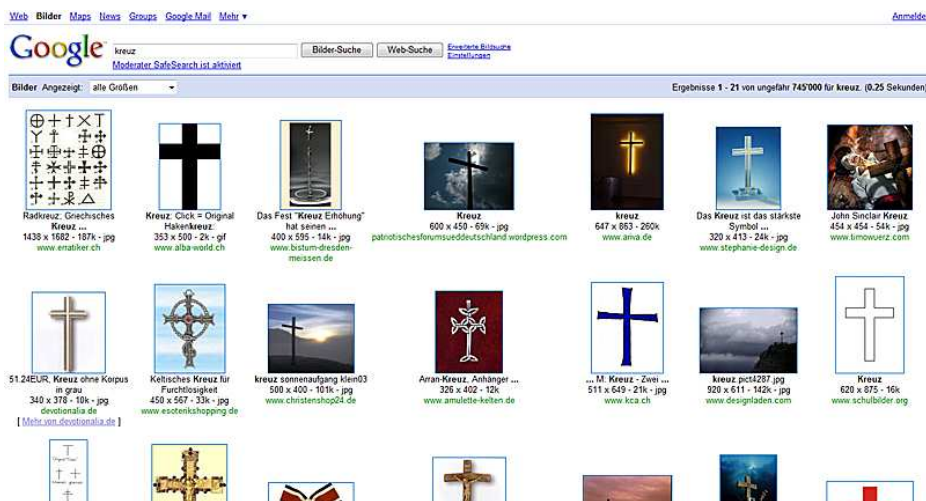 Web Bilder Maps News Groups Google Mail Mehr ▼ Anmelde
Google kreuz Bilder-Suche Web-Suche Erweiterte Bildsuche
Einstellungen
Moderater SafeSearch ist aktiviert
Bilder Angezeigt: alle Größen Ergebnisse 1 - 21 von ungefähr 745'000 für kreuz. (0.25 Sekunden)
Radkreuz; Griechisches
Kreuz ...
1438 x 1682 - 187k - jpg
www.erratiker.ch
Kreuz: Click = Original
Hakenkreuz:
353 x 500 - 2k - gif
www.alba-world.ch
Das Fest "Kreuz Erhöhung"
hat seinen ...
400 x 595 - 14k - jpg
www.bistum-dresden-
meissen.de
Kreuz
600 x 450 - 69k - jpg
patriotischesforumsueddeutschland.wordpress.com
kreuz
647 x 863 - 260k
www.aniva.de
Das Kreuz ist das stärkste
Symbol ...
320 x 413 - 24k - jpg
www.stephanie-design.de
John Sinclair Kreuz
454 x 454 - 54k - jpg
www.timowuerz.com
51.24EUR, Kreuz ohne Korpus
in grau
340 x 378 - 10k - jpg
devotionalia.de
[ Mehr von devotionalia.de ]
Keltisches Kreuz für
Furchtlosigkeit
450 x 567 - 33k - jpg
www.esoterikshopping.de
kreuz sonnenaufgang klein03
500 x 400 - 101k - jpg
www.christenshop24.de
Arran-Kreuz, Anhänger ...
326 x 402 - 12k
www.amulette-kelten.de
... M: Kreuz - Zwei ...
511 x 649 - 21k - jpg
www.kca.ch
kreuz pict4287.jpg
920 x 611 - 142k - jpg
www.designladen.com
Kreuz
620 x 875 - 16k
www.schulbilder.org